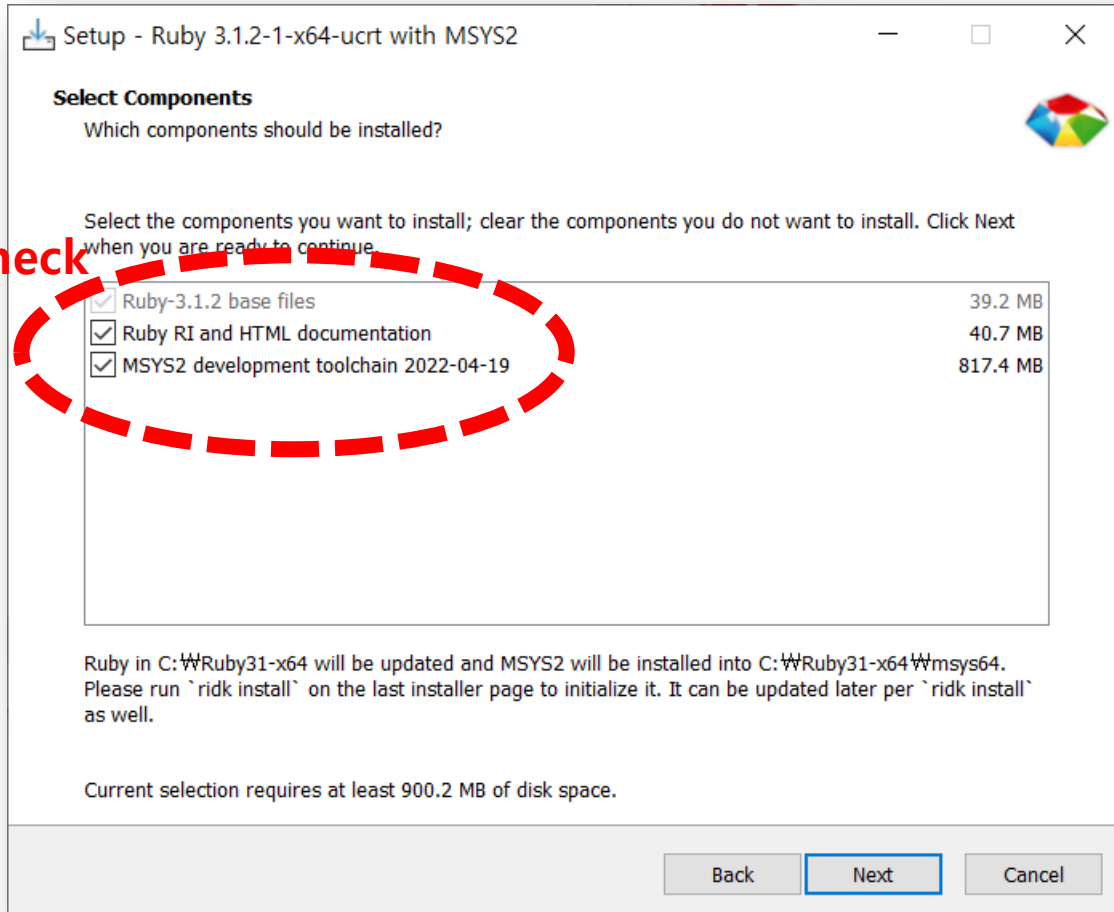 Setup - Ruby 3.1.2-1-x64-ucrt with MSYS2
Select Components
Which components should be installed?
Select the components you want to install; clear the components you do not want to install. Click Next
when you are ready to continue.
heck
Ruby-3.1.2 base files 39.2 MB
Ruby RI and HTML documentation 40.7 MB
MSYS2 development toolchain 2022-04-19 817.4 MB
Ruby in C:₩Ruby31-x64 will be updated and MSYS2 will be installed into C:₩Ruby31-x64₩msys64.
Please run `ridk install` on the last installer page to initialize it. It can be updated later per `ridk install`
as well.
Current selection requires at least 900.2 MB of disk space.
Back Next Cancel